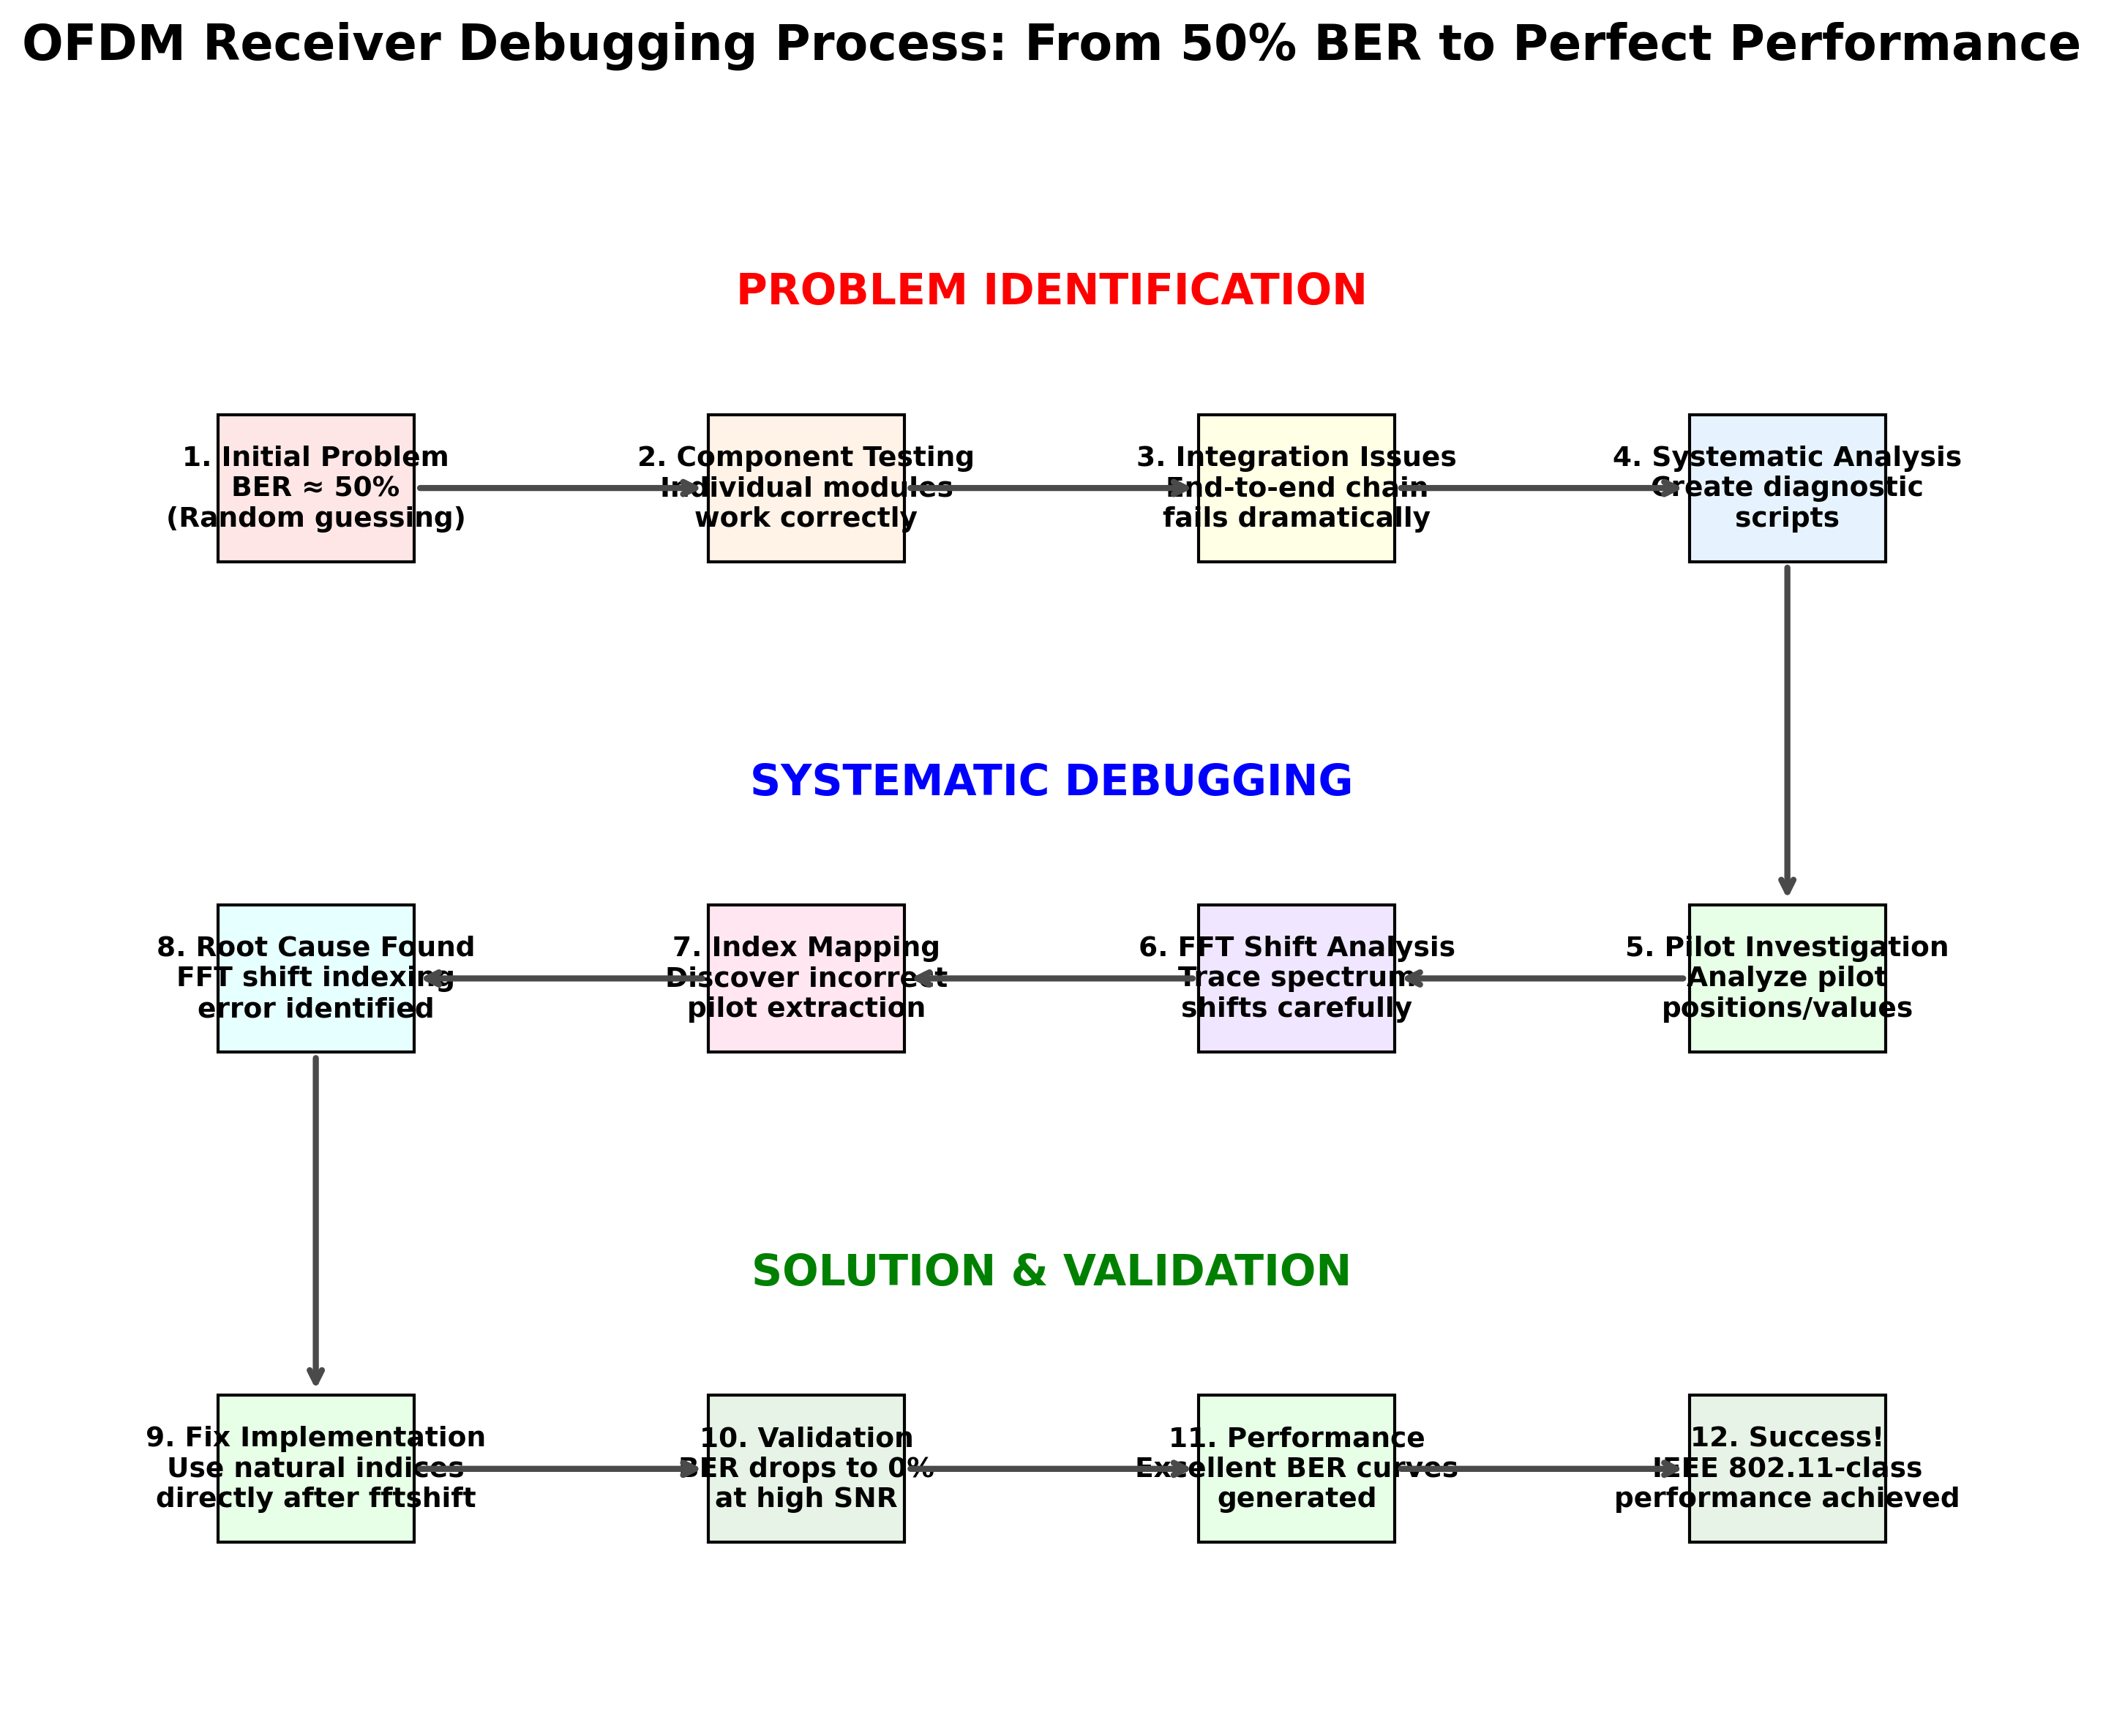 OFDM Receiver Debugging Process: From 50% BER to Perfect Performance
PROBLEM IDENTIFICATION
1. Initial Problem
BER ≈ 50%
(Random guessing)
2. Component Testing
Individual modules
work correctly
3. Integration Issues
End-to-end chain
fails dramatically
4. Systematic Analysis
Create diagnostic
scripts
SYSTEMATIC DEBUGGING
8. Root Cause Found
FFT shift indexing
error identified
7. Index Mapping
Discover incorrect
pilot extraction
6. FFT Shift Analysis
Trace spectrum
shifts carefully
5. Pilot Investigation
Analyze pilot
positions/values
SOLUTION & VALIDATION
9. Fix Implementation
Use natural indices
directly after fftshift
10. Validation
BER drops to 0%
at high SNR
11. Performance
Excellent BER curves
generated
12. Success!
IEEE 802.11-class
performance achieved